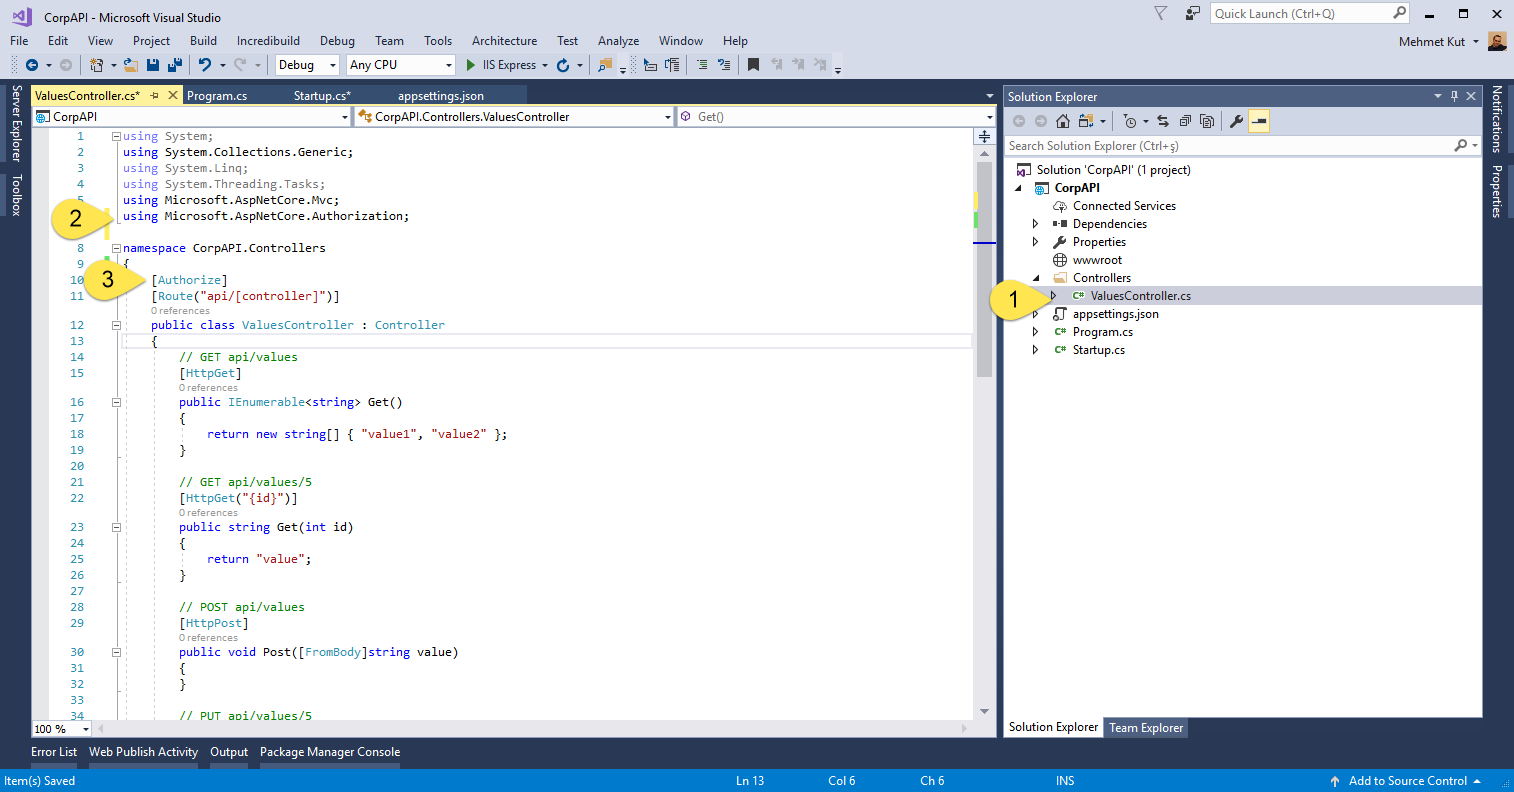 CorpAPI - Microsoft Visual Studio
Quick Launch (Ctrl+Q)
File Edit View Project Build Incredibuild Debug Team Tools Architecture Test Analyze Window Help
Mehmet Kut
Debug Any CPU IIS Express
Server Explorer
Toolbox
ValuesController.cs* Program.cs Startup.cs* appsettings.json
CorpAPI CorpAPI.Controllers.ValuesController Get()
1 using System;
2 using System.Collections.Generic;
3 using System.Linq;
4 using System.Threading.Tasks;
5 using Microsoft.AspNetCore.Mvc;
using Microsoft.AspNetCore.Authorization;
2
8 namespace CorpAPI.Controllers
9 {
10 [Authorize]
3
11 [Route("api/[controller]")]
0 references
12 public class ValuesController : Controller
13 {
14 // GET api/values
15 [HttpGet]
0 references
16 public IEnumerable<string> Get()
17 {
18 return new string[] { "value1", "value2" };
19 }
20
21 // GET api/values/5
22 [HttpGet("{id}")]
0 references
23 public string Get(int id)
24 {
25 return "value";
26 }
27
28 // POST api/values
29 [HttpPost]
0 references
30 public void Post([FromBody]string value)
31 {
32 }
33
34 // PUT api/values/5
100 %
Solution Explorer
Search Solution Explorer (Ctrl+ş)
Solution 'CorpAPI' (1 project)
CorpAPI
Connected Services
Dependencies
Properties
wwwroot
Controllers
1
C# ValuesController.cs
appsettings.json
C# Program.cs
C# Startup.cs
Solution Explorer Team Explorer
Notifications
Properties
Error List Web Publish Activity Output Package Manager Console
Item(s) Saved Ln 13 Col 6 Ch 6 INS Add to Source Control